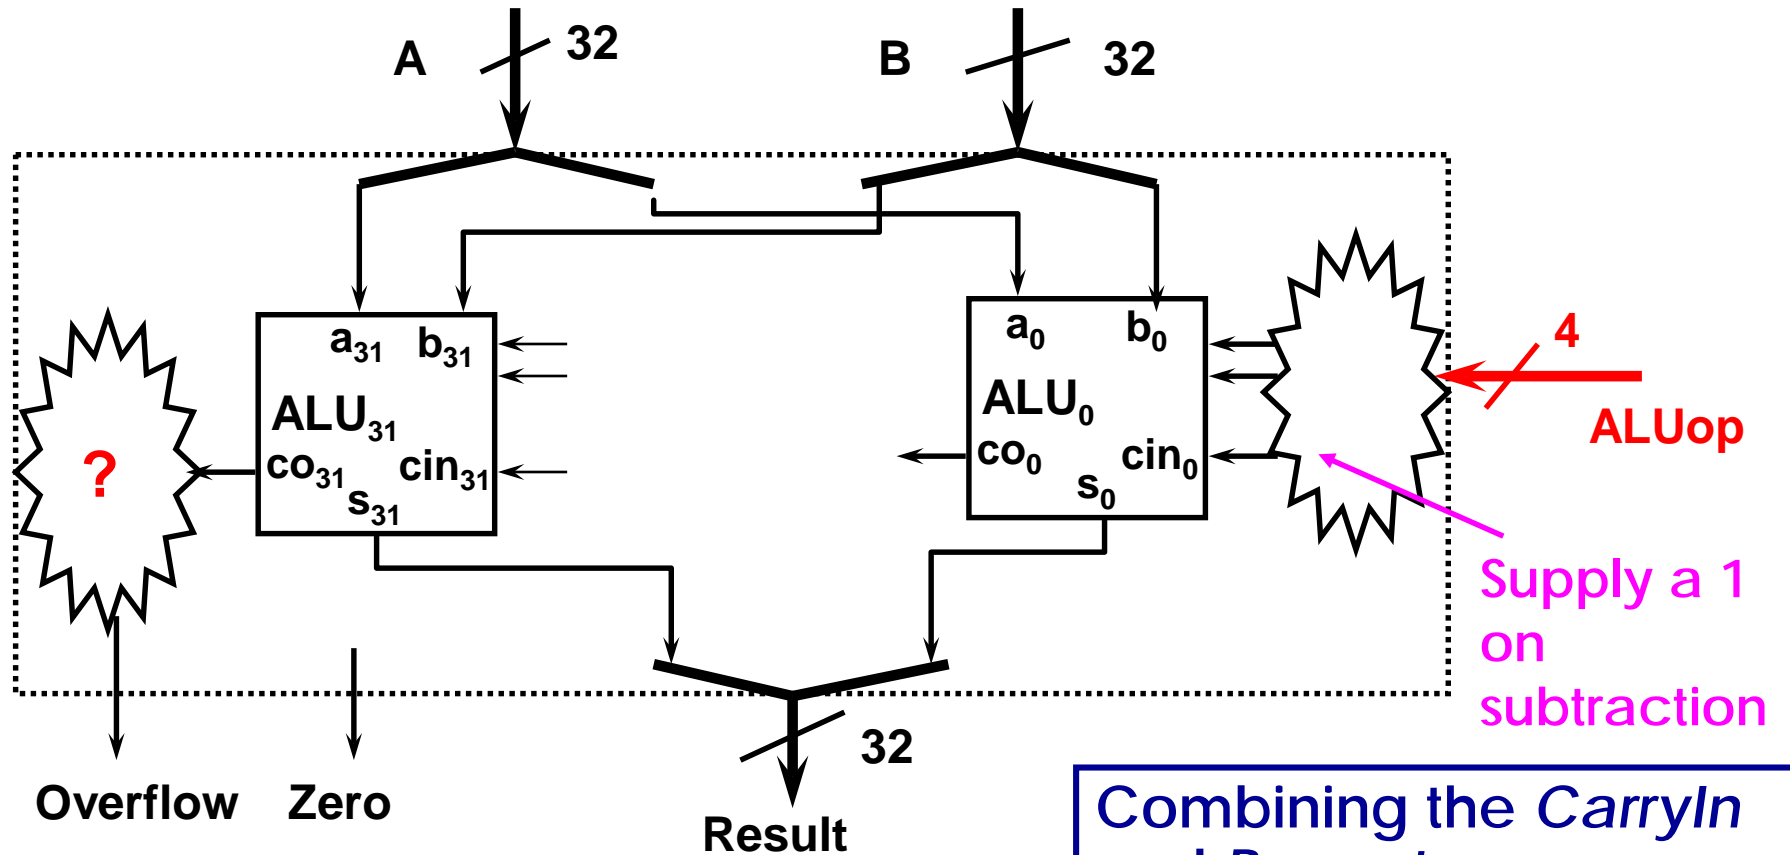 A 32 B 32
a31 b31
ALU31
co31 cin31
s31
a0 b0
ALU0
co0 cin0
s0
?
4
ALUop
Supply a 1
on
subtraction
32
Overflow Zero
Result
Combining the CarryIn